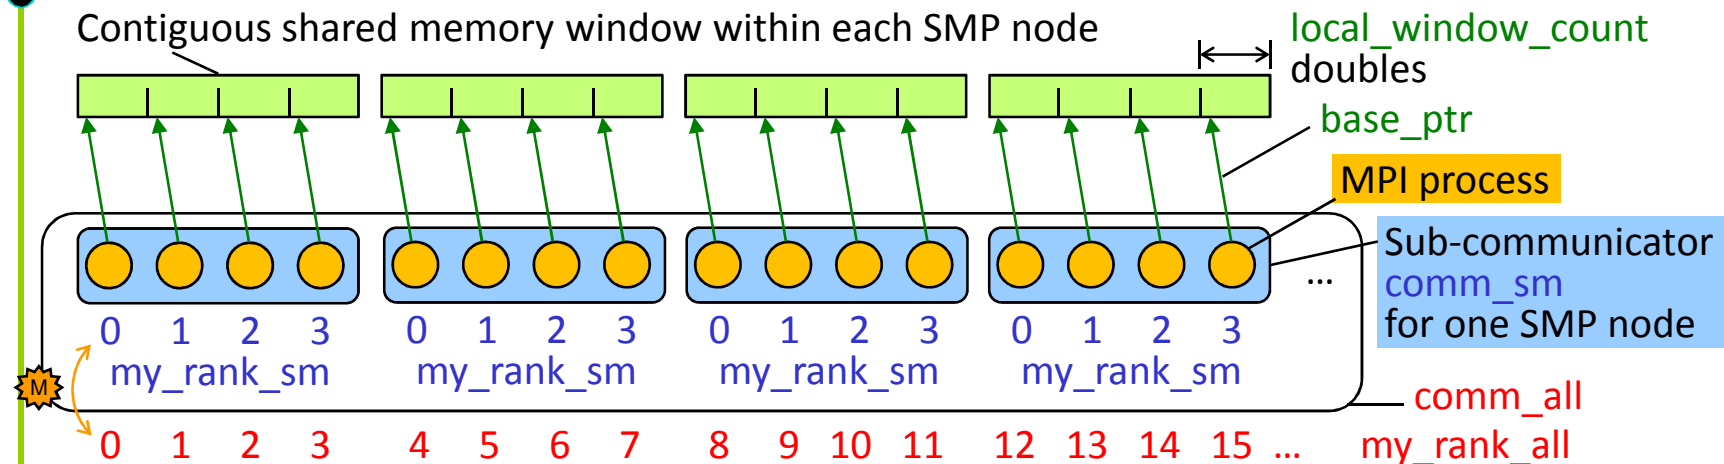 Contiguous shared memory window within each SMP node
local_window_count
doubles
base_ptr
MPI process
Sub-communicator
comm_sm
for one SMP node
...
0 1 2 3 0 1 2 3 0 1 2 3 0 1 2 3
my_rank_sm my_rank_sm my_rank_sm my_rank_sm
M
comm_all
0 1 2 3 4 5 6 7 8 9 10 11 12 13 14 15 ... my_rank_all